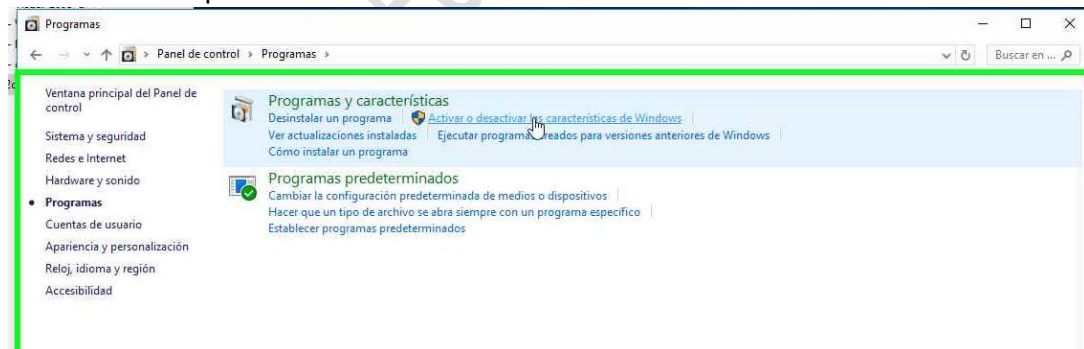 Programas
Panel de control > Programas >
Buscar en ...
Ventana principal del Panel de
control
Sistema y seguridad
Redes e Internet
Hardware y sonido
Programas
Cuentas de usuario
Apariencia y personalización
Reloj, idioma y región
Accesibilidad
Programas y características
Desinstalar un programa Activar o desactivar las características de Windows
Ver actualizaciones instaladas Ejecutar programas creados para versiones anteriores de Windows
Cómo instalar un programa
Programas predeterminados
Cambiar la configuración predeterminada de medios o dispositivos
Hacer que un tipo de archivo se abra siempre con un programa específico
Establecer programas predeterminados